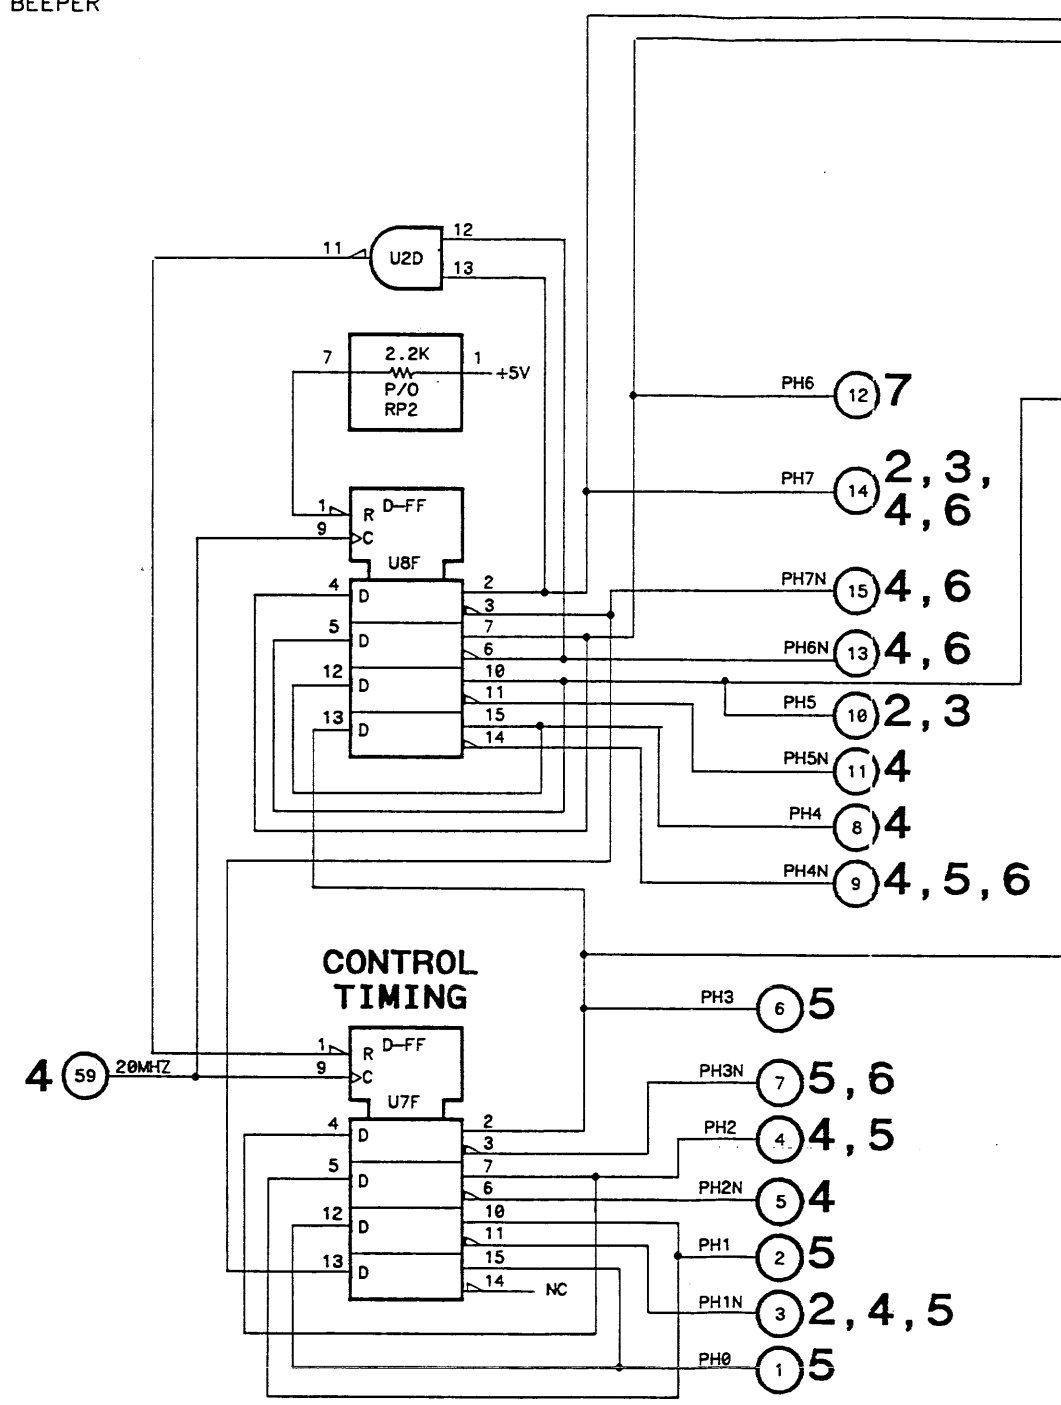 BEEPER
11
U2D
12
13
7
2.2K
1
+5V
P/O
RP2
PH6 12 7
PH7 14 2,3,
4,6
1 R D-FF
9 C
U8F
4 D 2
3
PH7N 15 4,6
5 D 7
6
PH6N 13 4,6
12 D 10
11
PH5 10 2,3
13 D 15
14
PH5N 11 4
PH4 8 4
PH4N 9 4,5,6
CONTROL
TIMING
PH3 6 5
4 59 20MHZ
1 R D-FF
9 C
U7F
PH3N 7 5,6
4 D 2
3
PH2 4 4,5
5 D 7
6
PH2N 5 4
12 D 10
11
PH1 2 5
13 D 15
14 NC
PH1N 3 2,4,5
PH0 1 5